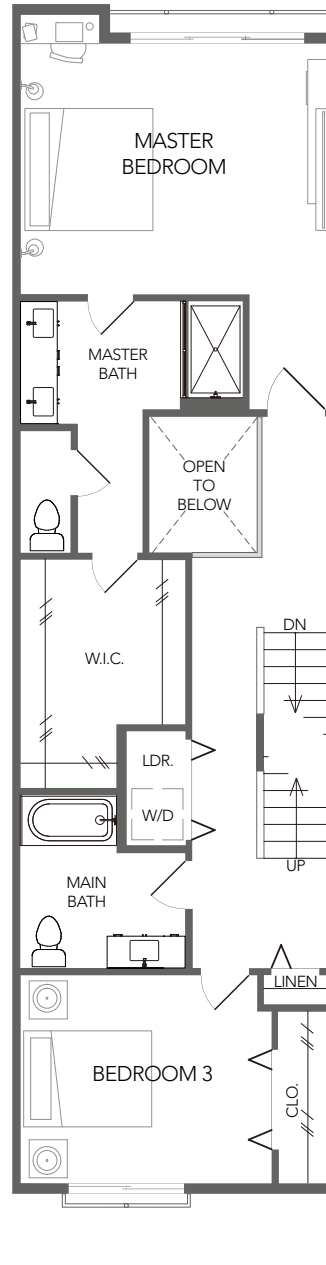 MASTER
BEDROOM
MASTER
BATH
OPEN
TO
BELOW
DN
W.I.C.
LDR.
W/D
UP
MAIN
BATH
LINEN
BEDROOM 3
CLO.